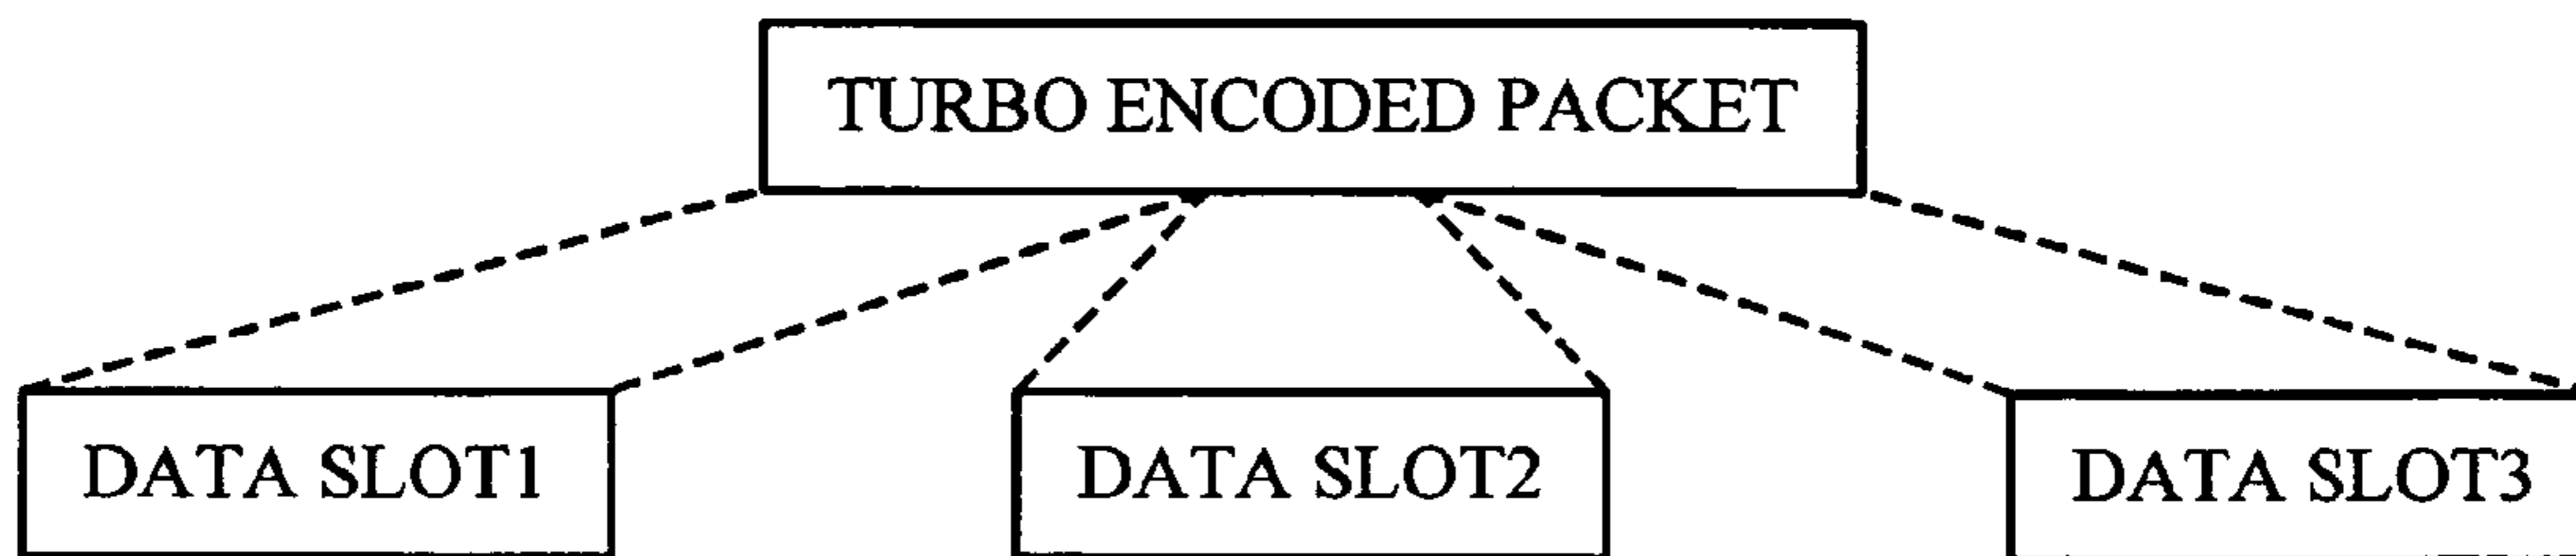 TURBO ENCODED PACKET
DATA SLOT1
DATA SLOT2
DATA SLOT3